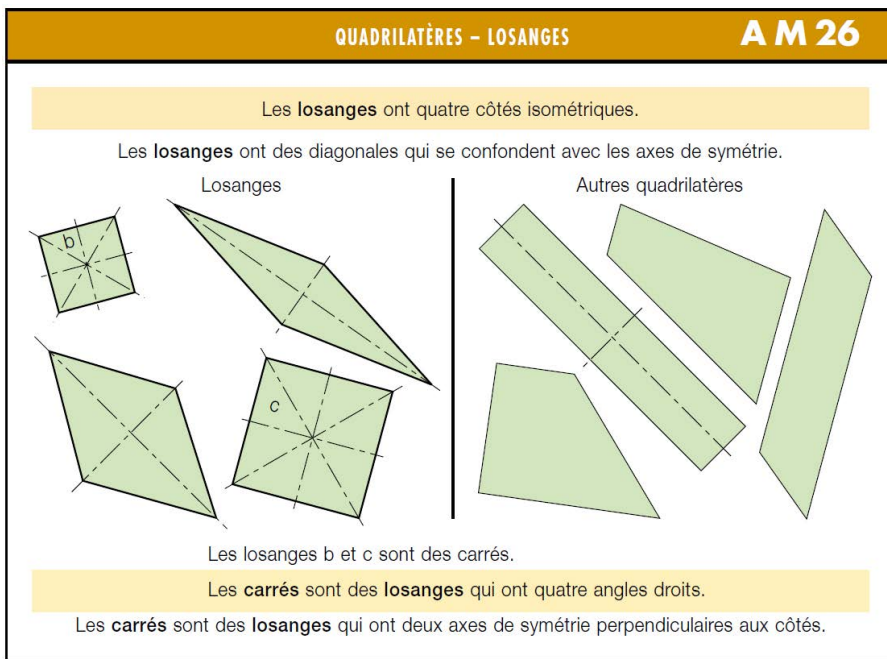 QUADRILATÈRES – LOSANGES
A M 26
Les losanges ont quatre côtés isométriques.
Les losanges ont des diagonales qui se confondent avec les axes de symétrie.
Losanges
Autres quadrilatères
b
c
Les losanges b et c sont des carrés.
Les carrés sont des losanges qui ont quatre angles droits.
Les carrés sont des losanges qui ont deux axes de symétrie perpendiculaires aux côtés.